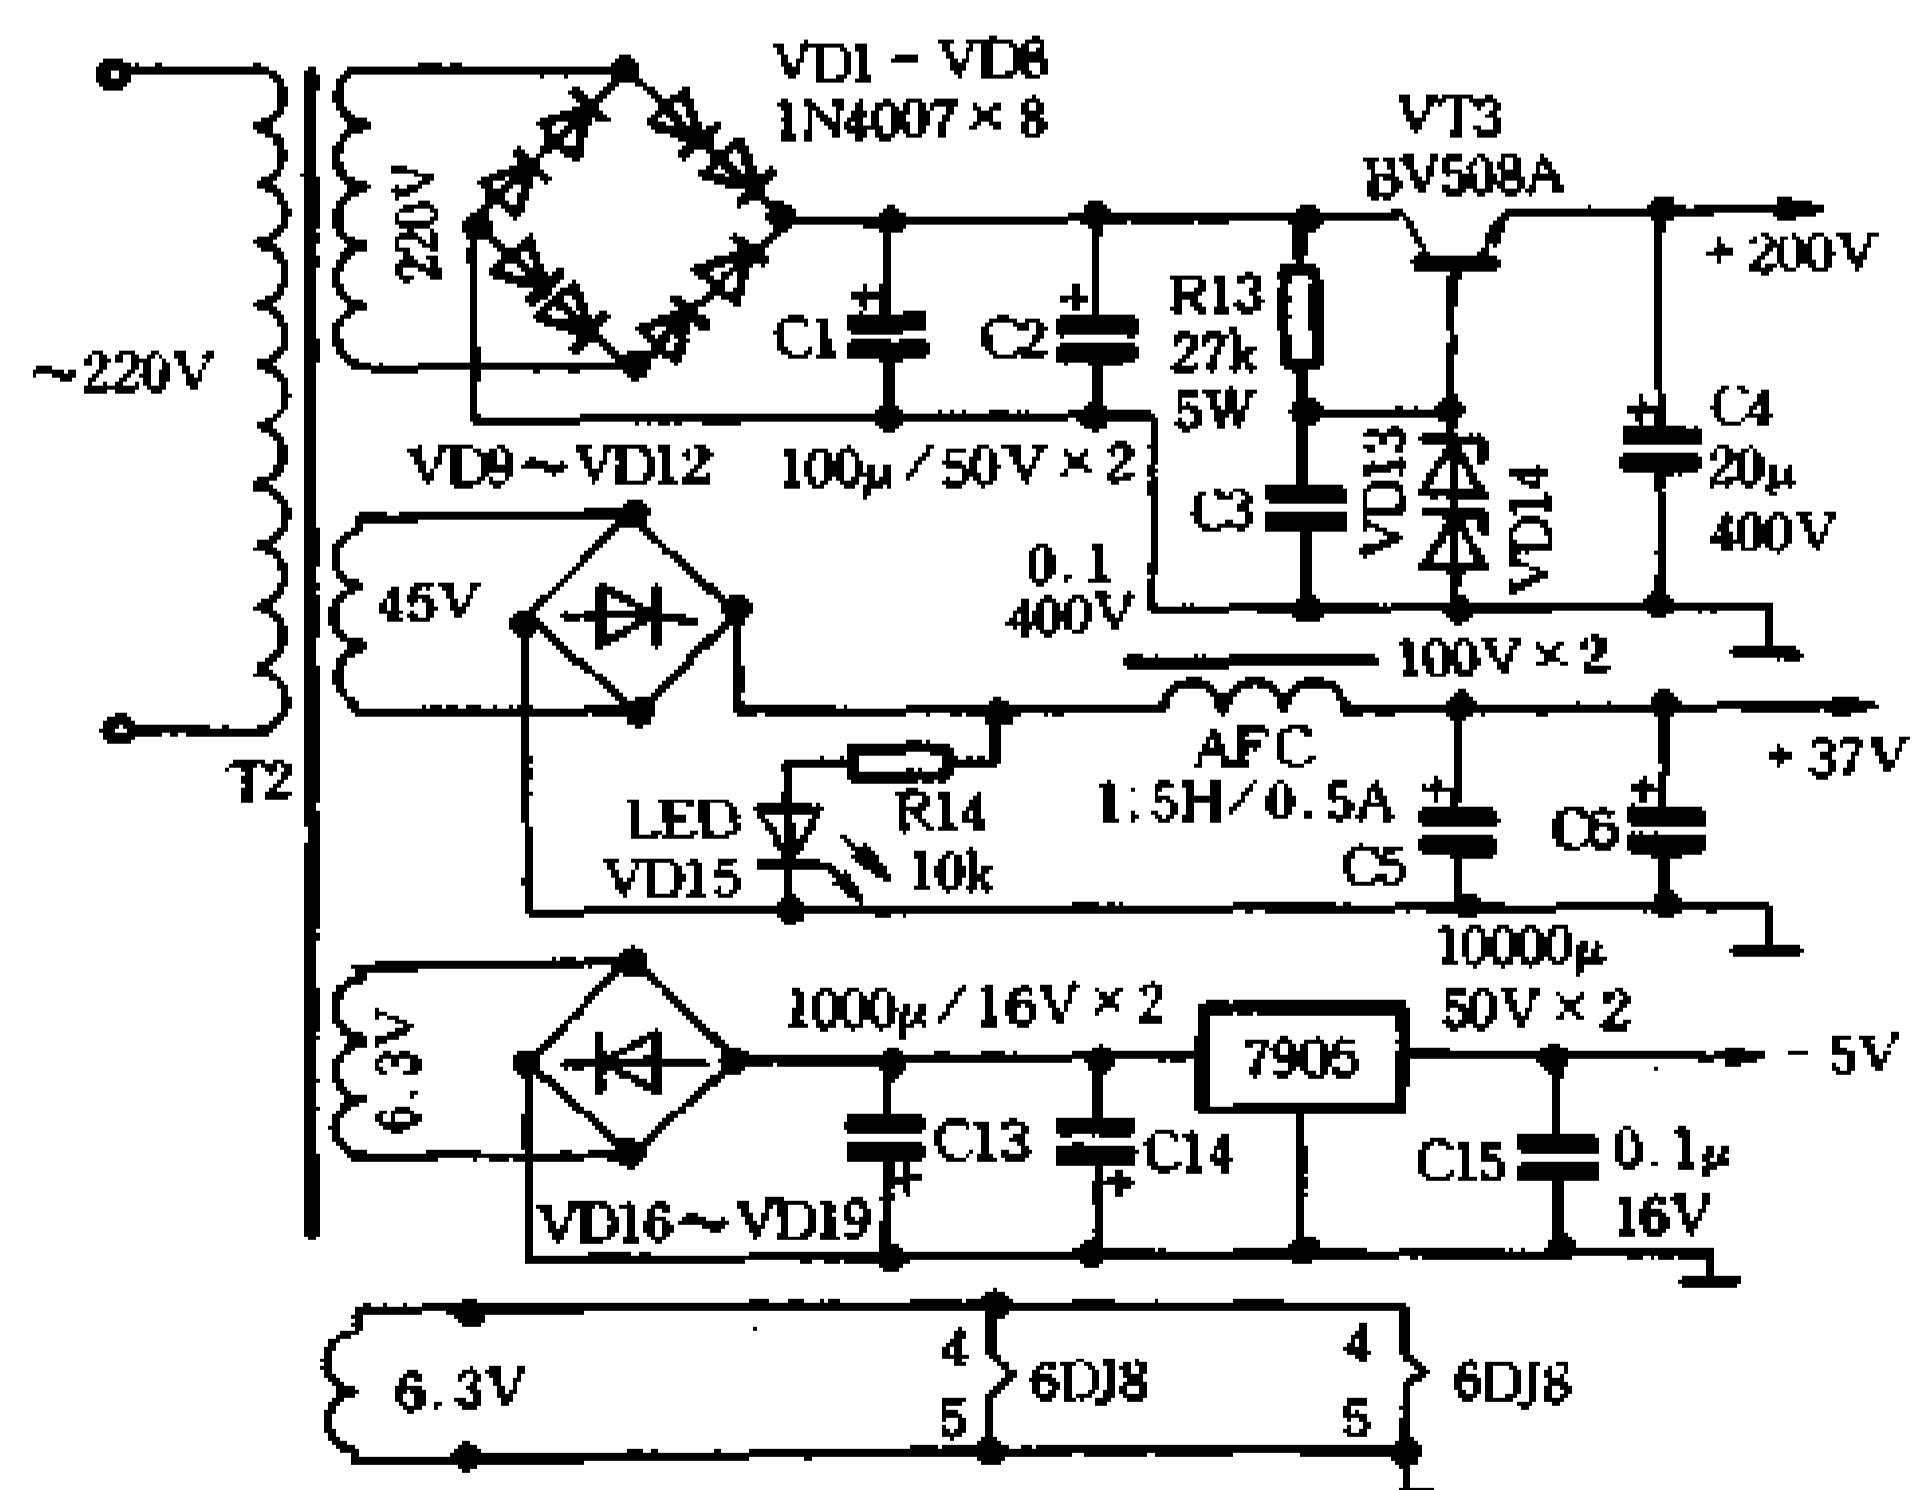 VD1 - VD8
1N4007 × 8
VT3
BV508A
220V
+ 200V
~220V
C1
C2
R13
27k
5W
C4
20μ
400V
VD9～VD12
100μ / 50V × 2
C3
VD13
VD14
0.1
400V
45V
100V × 2
AFC
1.5H / 0.5A
+ 37V
T2
LED
VD15
R14
10k
C5
C6
10000μ
50V × 2
6.3V
1000μ / 16V × 2
7905
- 5V
C13
C14
C15
0.1μ
16V
VD16～VD19
6.3V
4
5
6DJ8
4
5
6DJ8